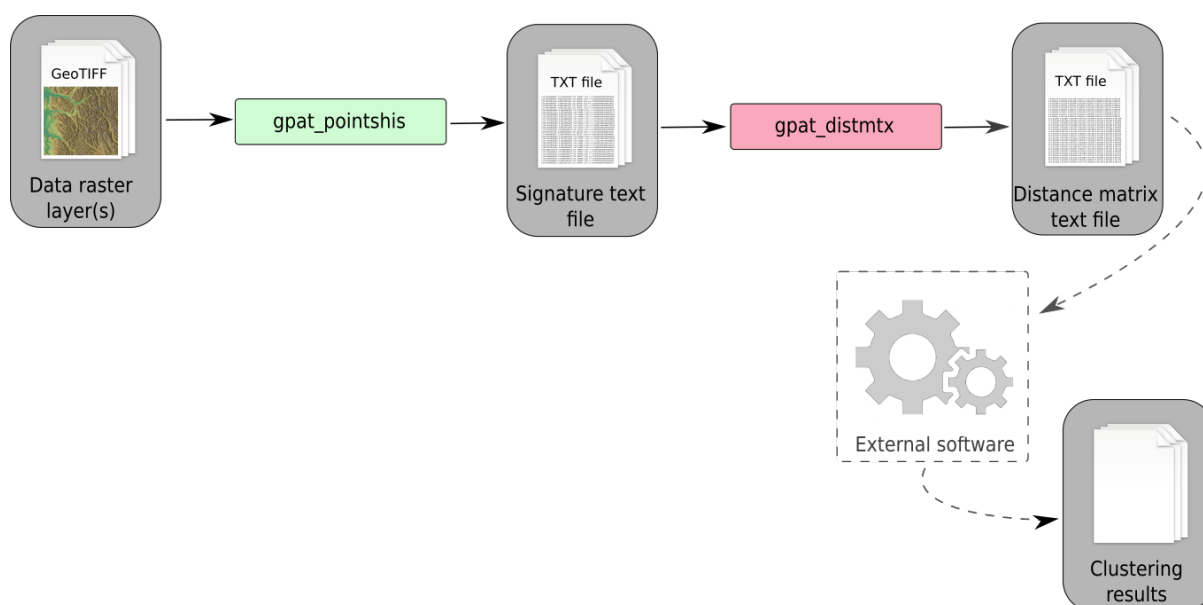 GeoTIFF
Data raster
layer(s)
gpat_pointshis
TXT file
Signature text
file
gpat_distmtx
TXT file
Distance matrix
text file
External software
Clustering
results